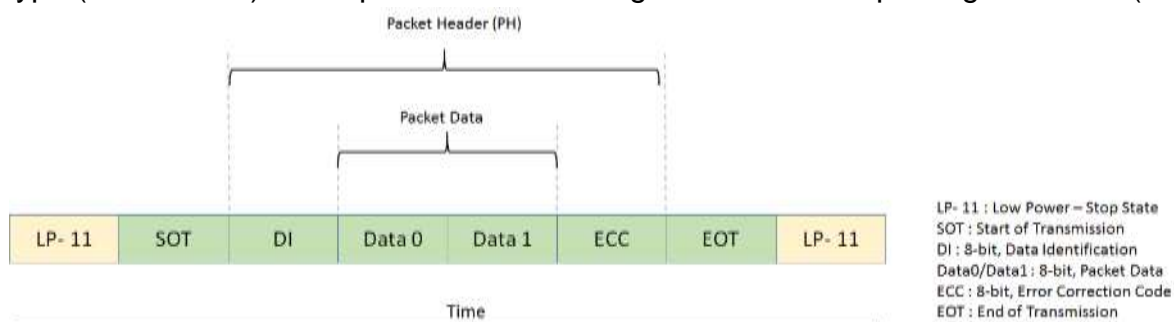 Packet Header (PH)
Packet Data
LP- 11 SOT DI Data 0 Data 1 ECC EOT LP- 11
Time
LP- 11 : Low Power – Stop State
SOT : Start of Transmission
DI : 8-bit, Data Identification
Data0/Data1 : 8-bit, Packet Data
ECC : 8-bit, Error Correction Code
EOT : End of Transmission